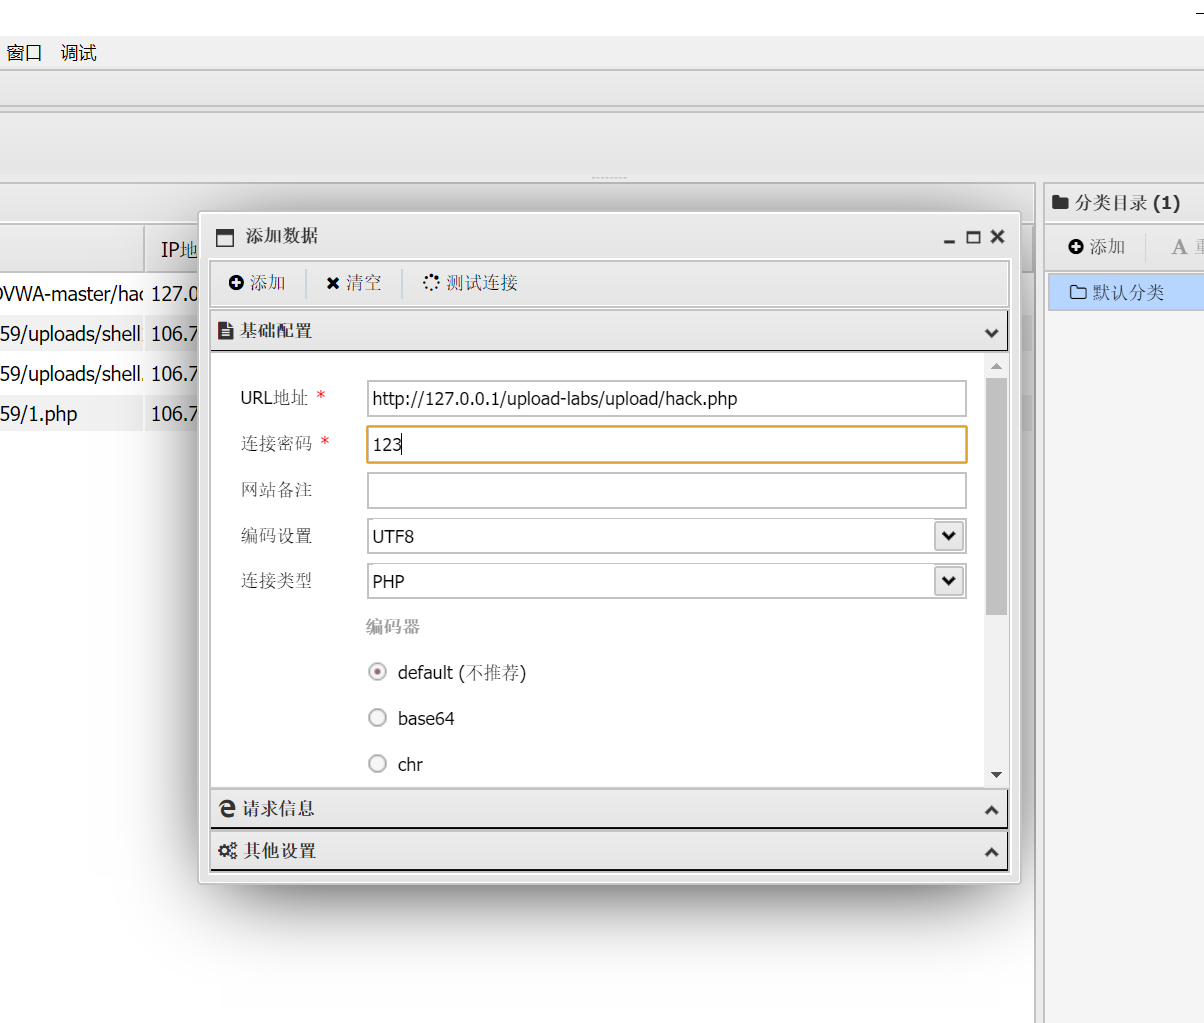 窗口 调试
分类目录 (1)
添加数据
IP地
添加 A 重
添加 清空 测试连接
默认分类
DVWA-master/hac 127.0
基础配置
59/uploads/shell 106.7
59/uploads/shell. 106.7
URL地址 * http://127.0.0.1/upload-labs/upload/hack.php
59/1.php 106.7
连接密码 * 123
网站备注
编码设置 UTF8
连接类型 PHP
编码器
default (不推荐)
base64
chr
请求信息
其他设置